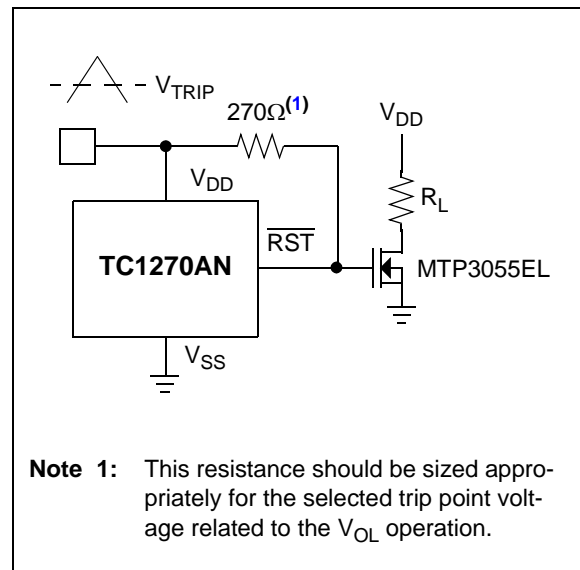 V_TRIP
270Ω(1)
V_DD
V_DD
R_L
RST
TC1270AN
MTP3055EL
V_SS
Note 1: This resistance should be sized appro-
priately for the selected trip point volt-
age related to the V_OL operation.